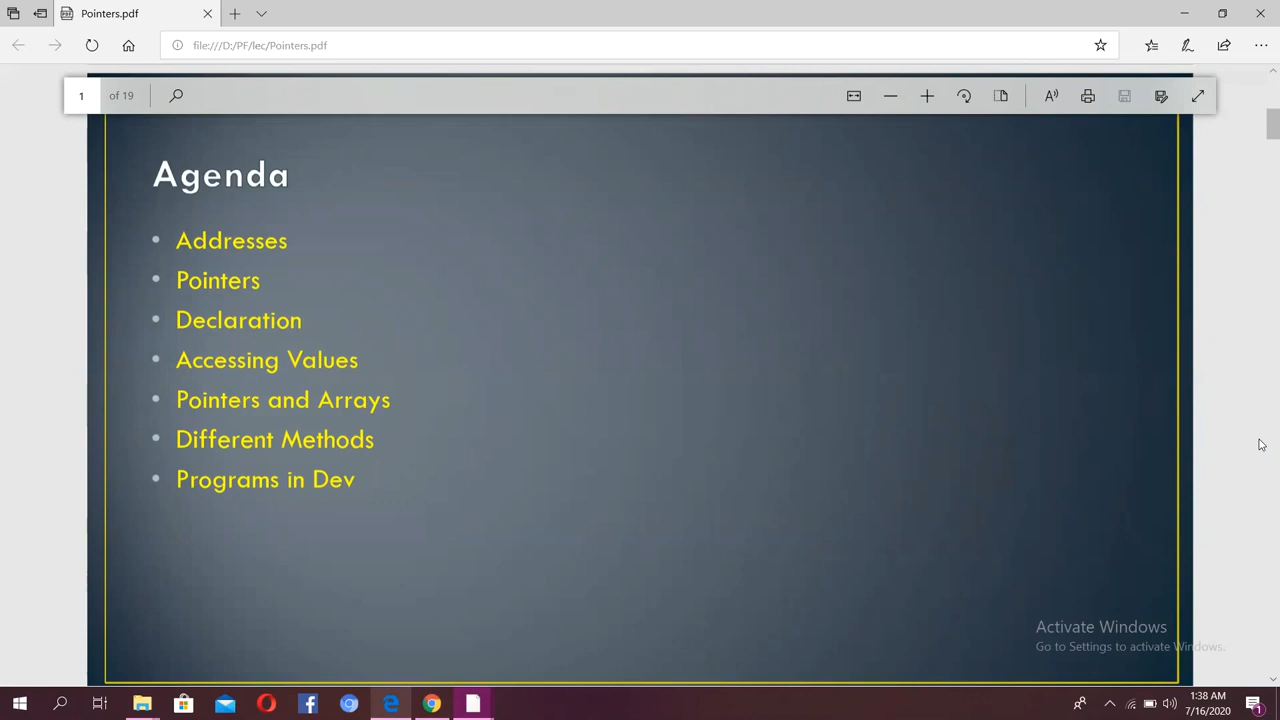 Pointers.pdf
file:///D:/PF/lec/Pointers.pdf
1 of 19
Agenda
• Addresses
• Pointers
• Declaration
• Accessing Values
• Pointers and Arrays
• Different Methods
• Programs in Dev
Activate Windows
Go to Settings to activate Windows.
1:38 AM
7/16/2020
1